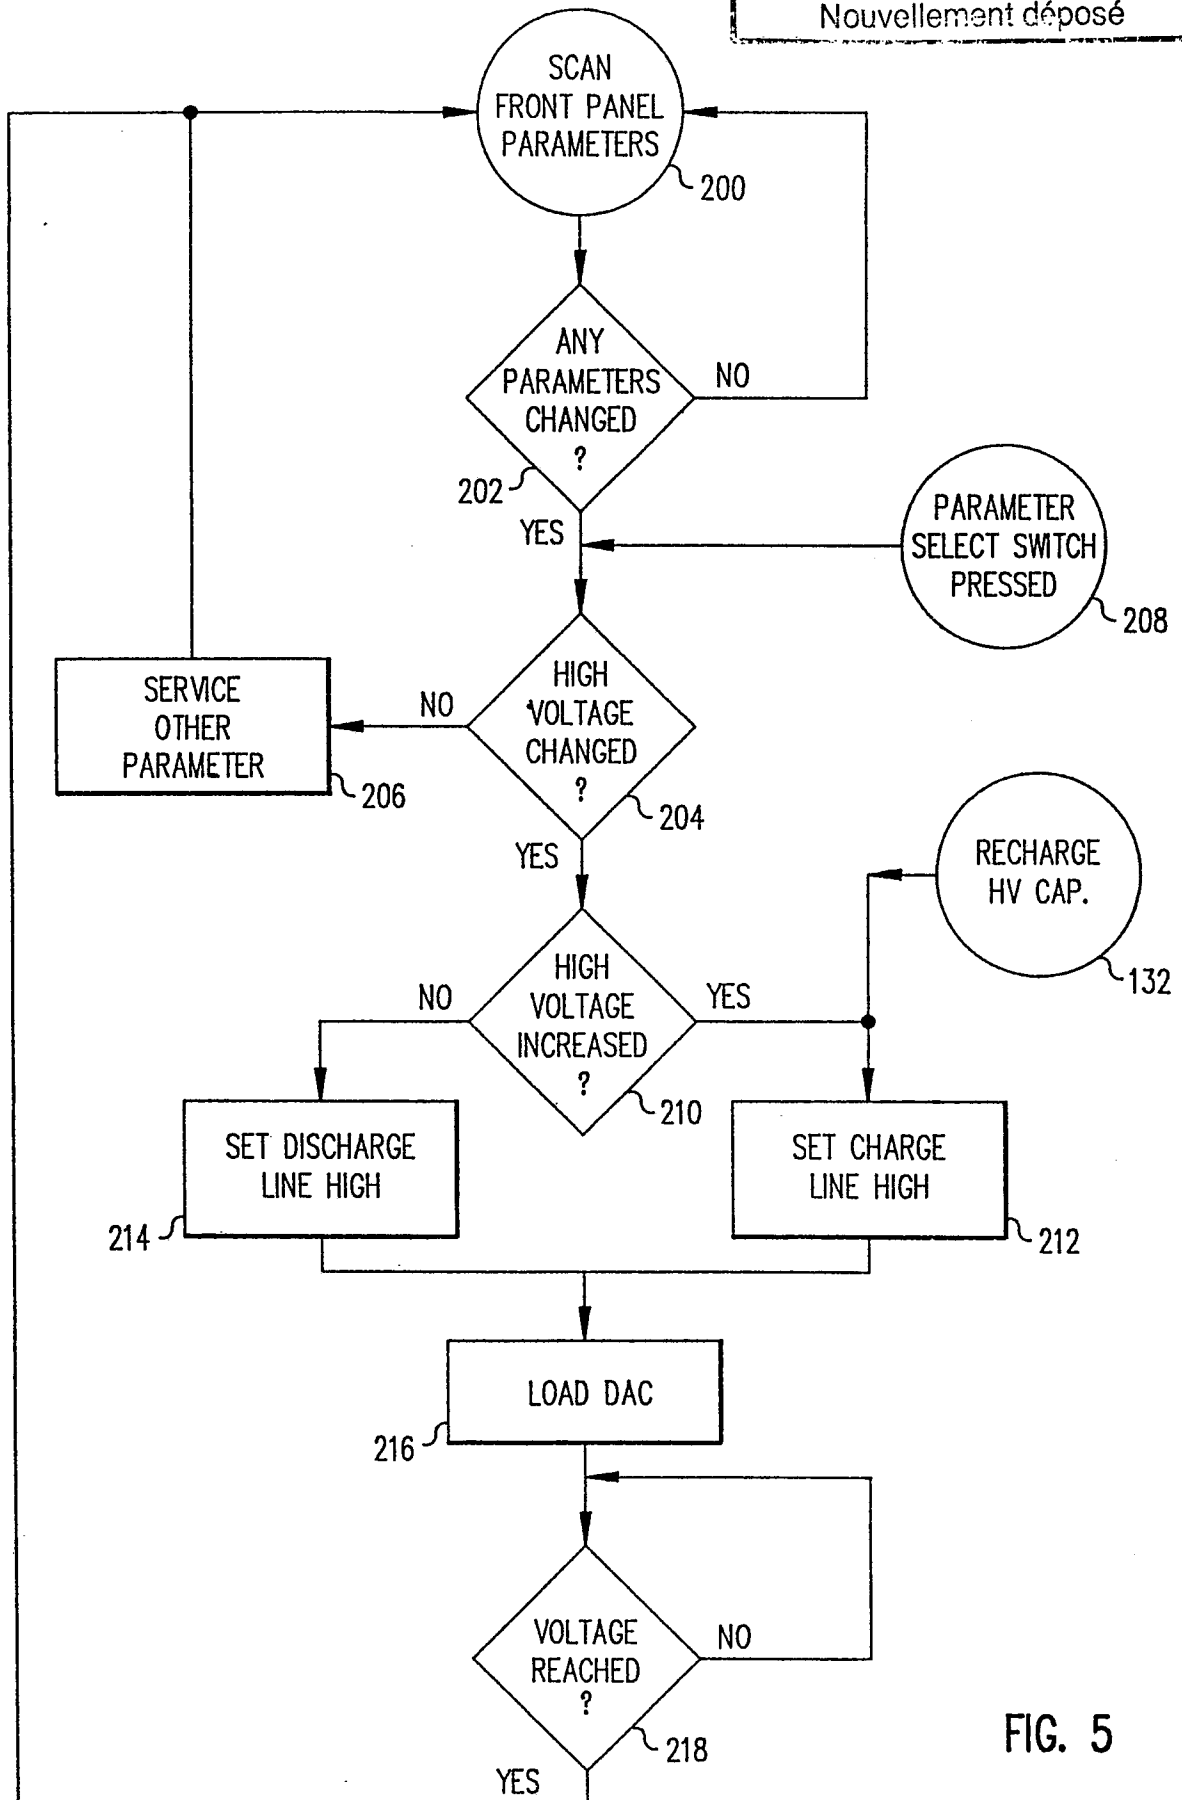 Nouvellement déposé
SCAN
FRONT PANEL
PARAMETERS
200
ANY
PARAMETERS
CHANGED
?
NO
202
YES
PARAMETER
SELECT SWITCH
PRESSED
208
HIGH
VOLTAGE
CHANGED
?
NO
204
SERVICE
OTHER
PARAMETER
206
YES
RECHARGE
HV CAP.
132
HIGH
VOLTAGE
INCREASED
?
NO
YES
210
SET DISCHARGE
LINE HIGH
214
SET CHARGE
LINE HIGH
212
LOAD DAC
216
VOLTAGE
REACHED
?
NO
218
YES
FIG. 5